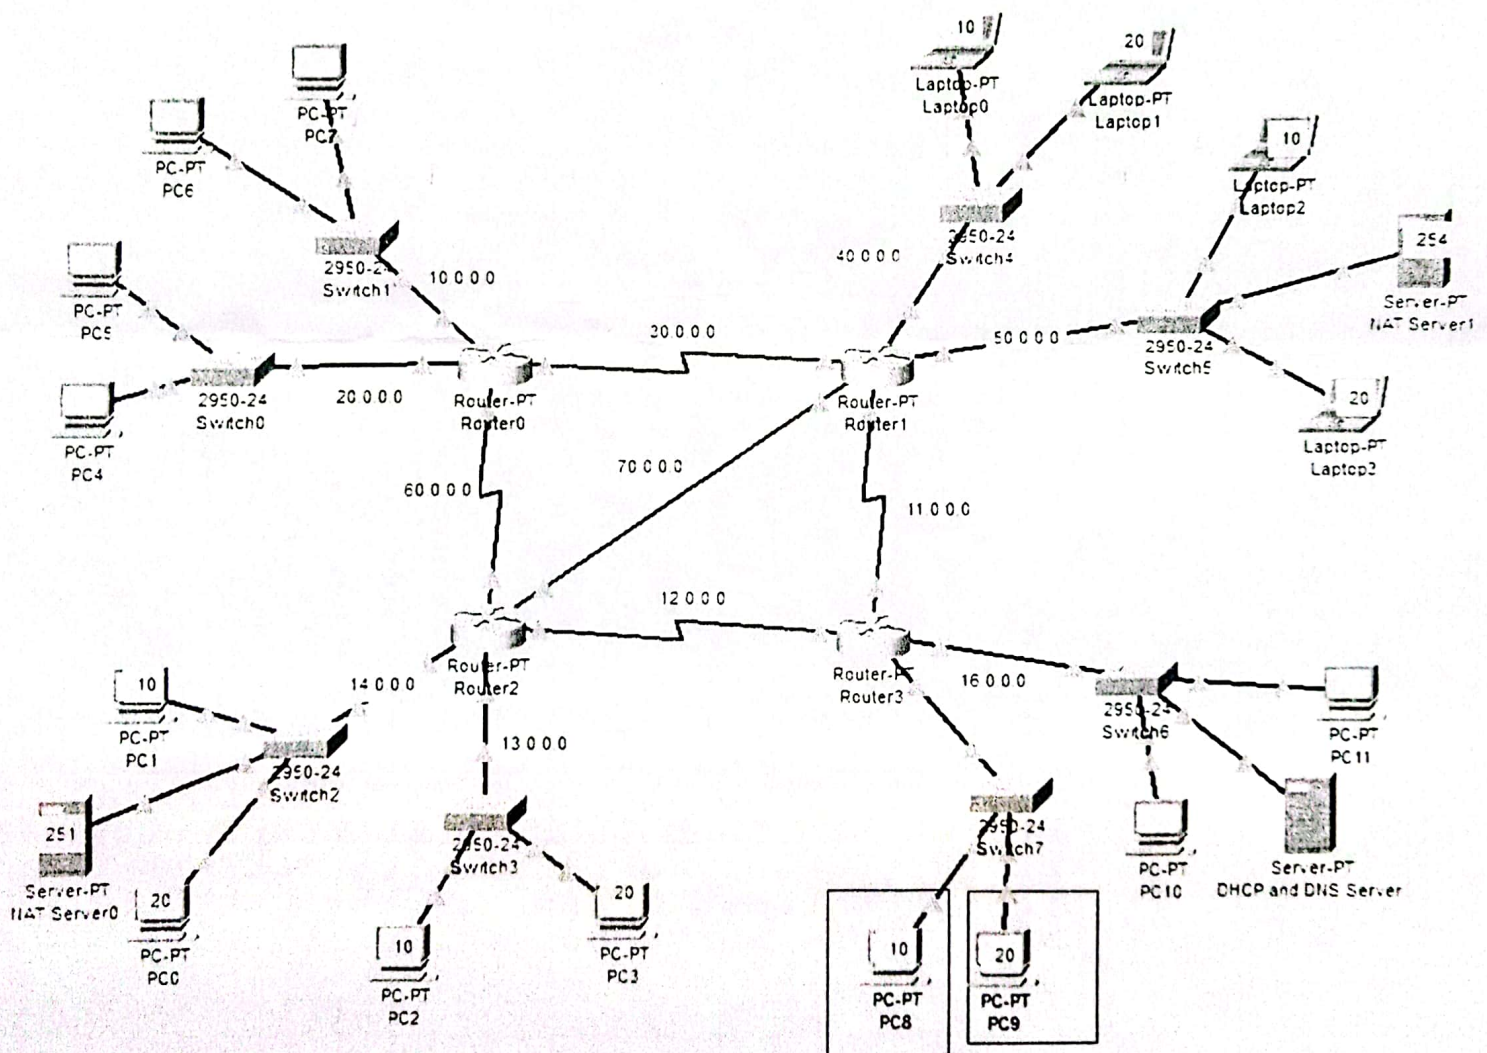 PC-PT
PC7
PC-PT
PC6
PC-PT
PC5
PC-PT
PC4
2950-24
Switch1
10.0.0.0
2950-24
Switch0
20.0.0.0
Router-PT
Router0
30.0.0.0
10
Laptop-PT
Laptop0
20
Laptop-PT
Laptop1
2950-24
Switch4
40.0.0.0
10
Laptop-PT
Laptop2
254
Server-PT
NAT Server1
50.0.0.0
2950-24
Switch5
20
Laptop-PT
Laptop3
Router-PT
Router1
60.0.0.0
70.0.0.0
11.0.0.0
12.0.0.0
Router-PT
Router2
14.0.0.0
10
PC-PT
PC1
2950-24
Switch2
251
Server-PT
NAT Server0
20
PC-PT
PC0
13.0.0.0
2950-24
Switch3
10
PC-PT
PC2
20
PC-PT
PC3
Router-PT
Router3
16.0.0.0
2950-24
Switch6
PC-PT
PC11
PC-PT
PC10
Server-PT
DHCP and DNS Server
2950-24
Switch7
10
PC-PT
PC8
20
PC-PT
PC9